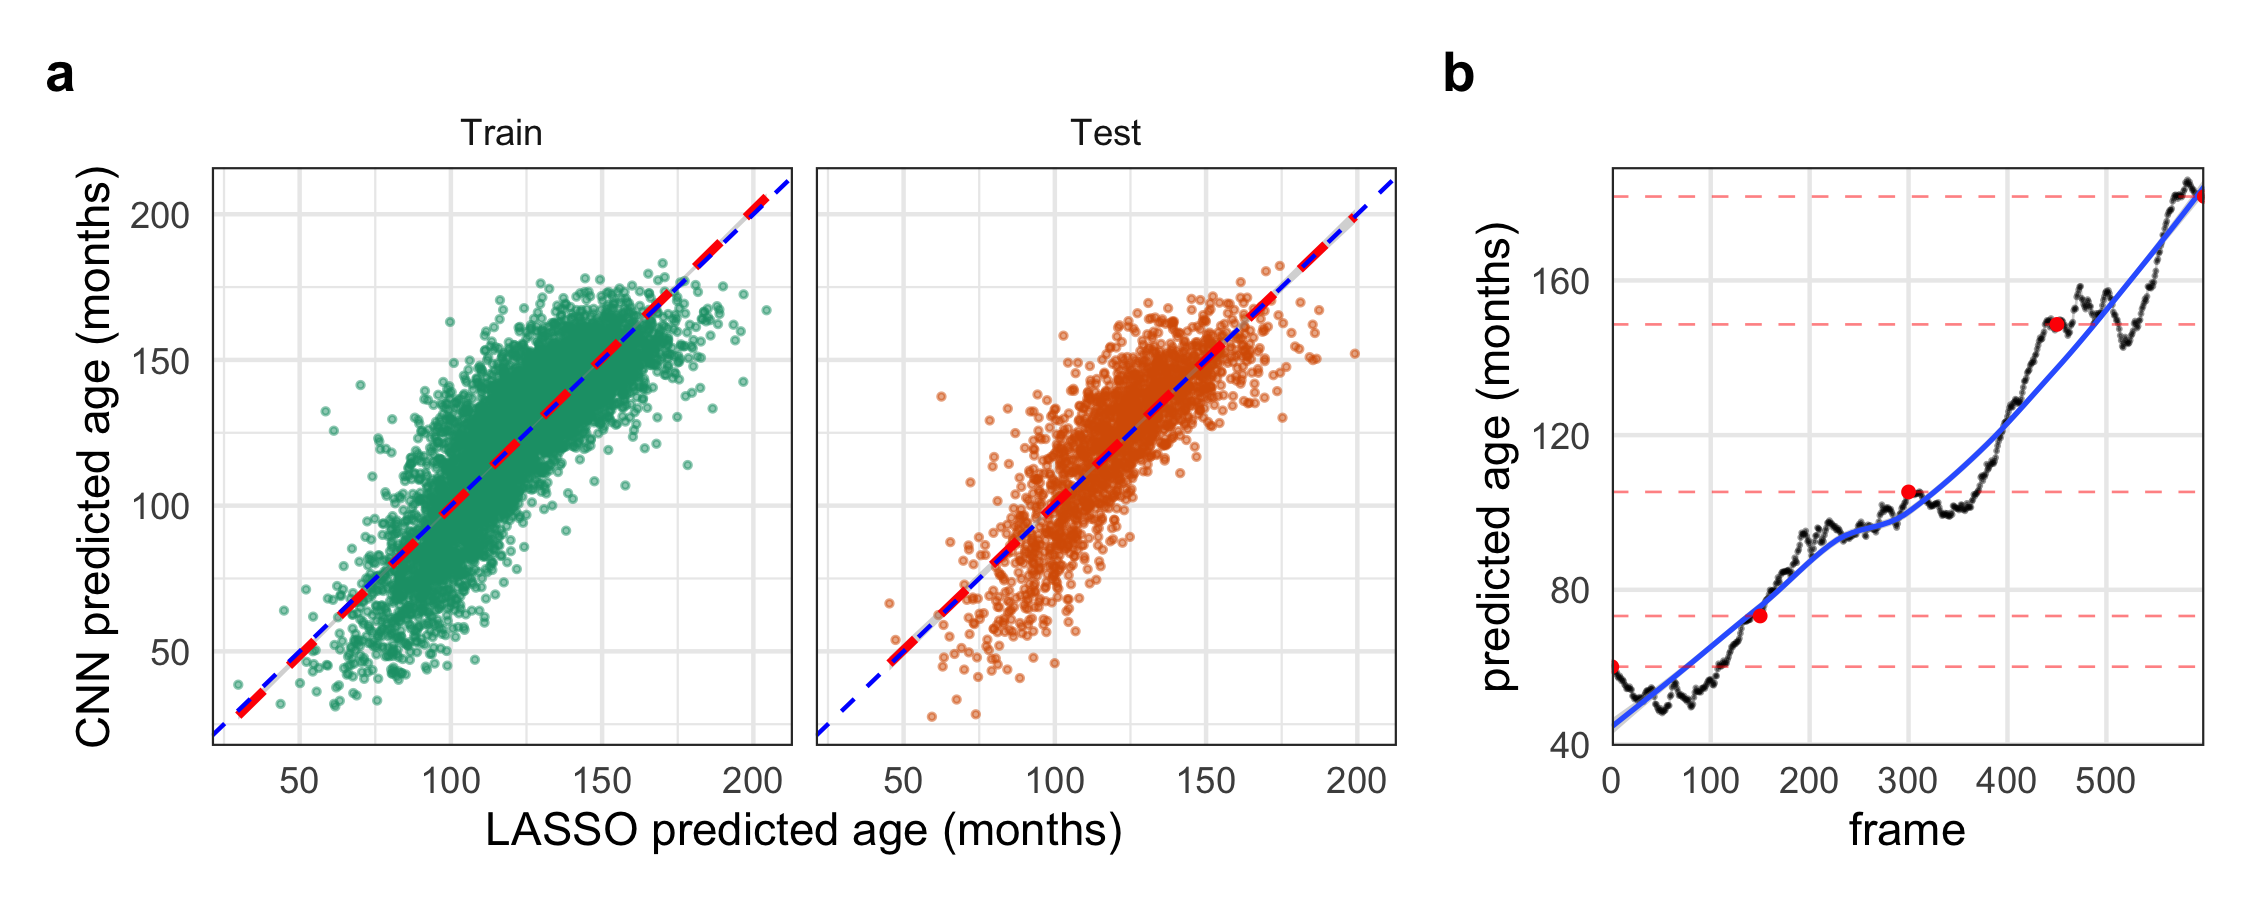 a
b
Train
Test
CNN predicted age (months)
200
150
100
50
50 100 150 200
50 100 150 200
LASSO predicted age (months)
predicted age (months)
160
120
80
40
0 100 200 300 400 500
frame